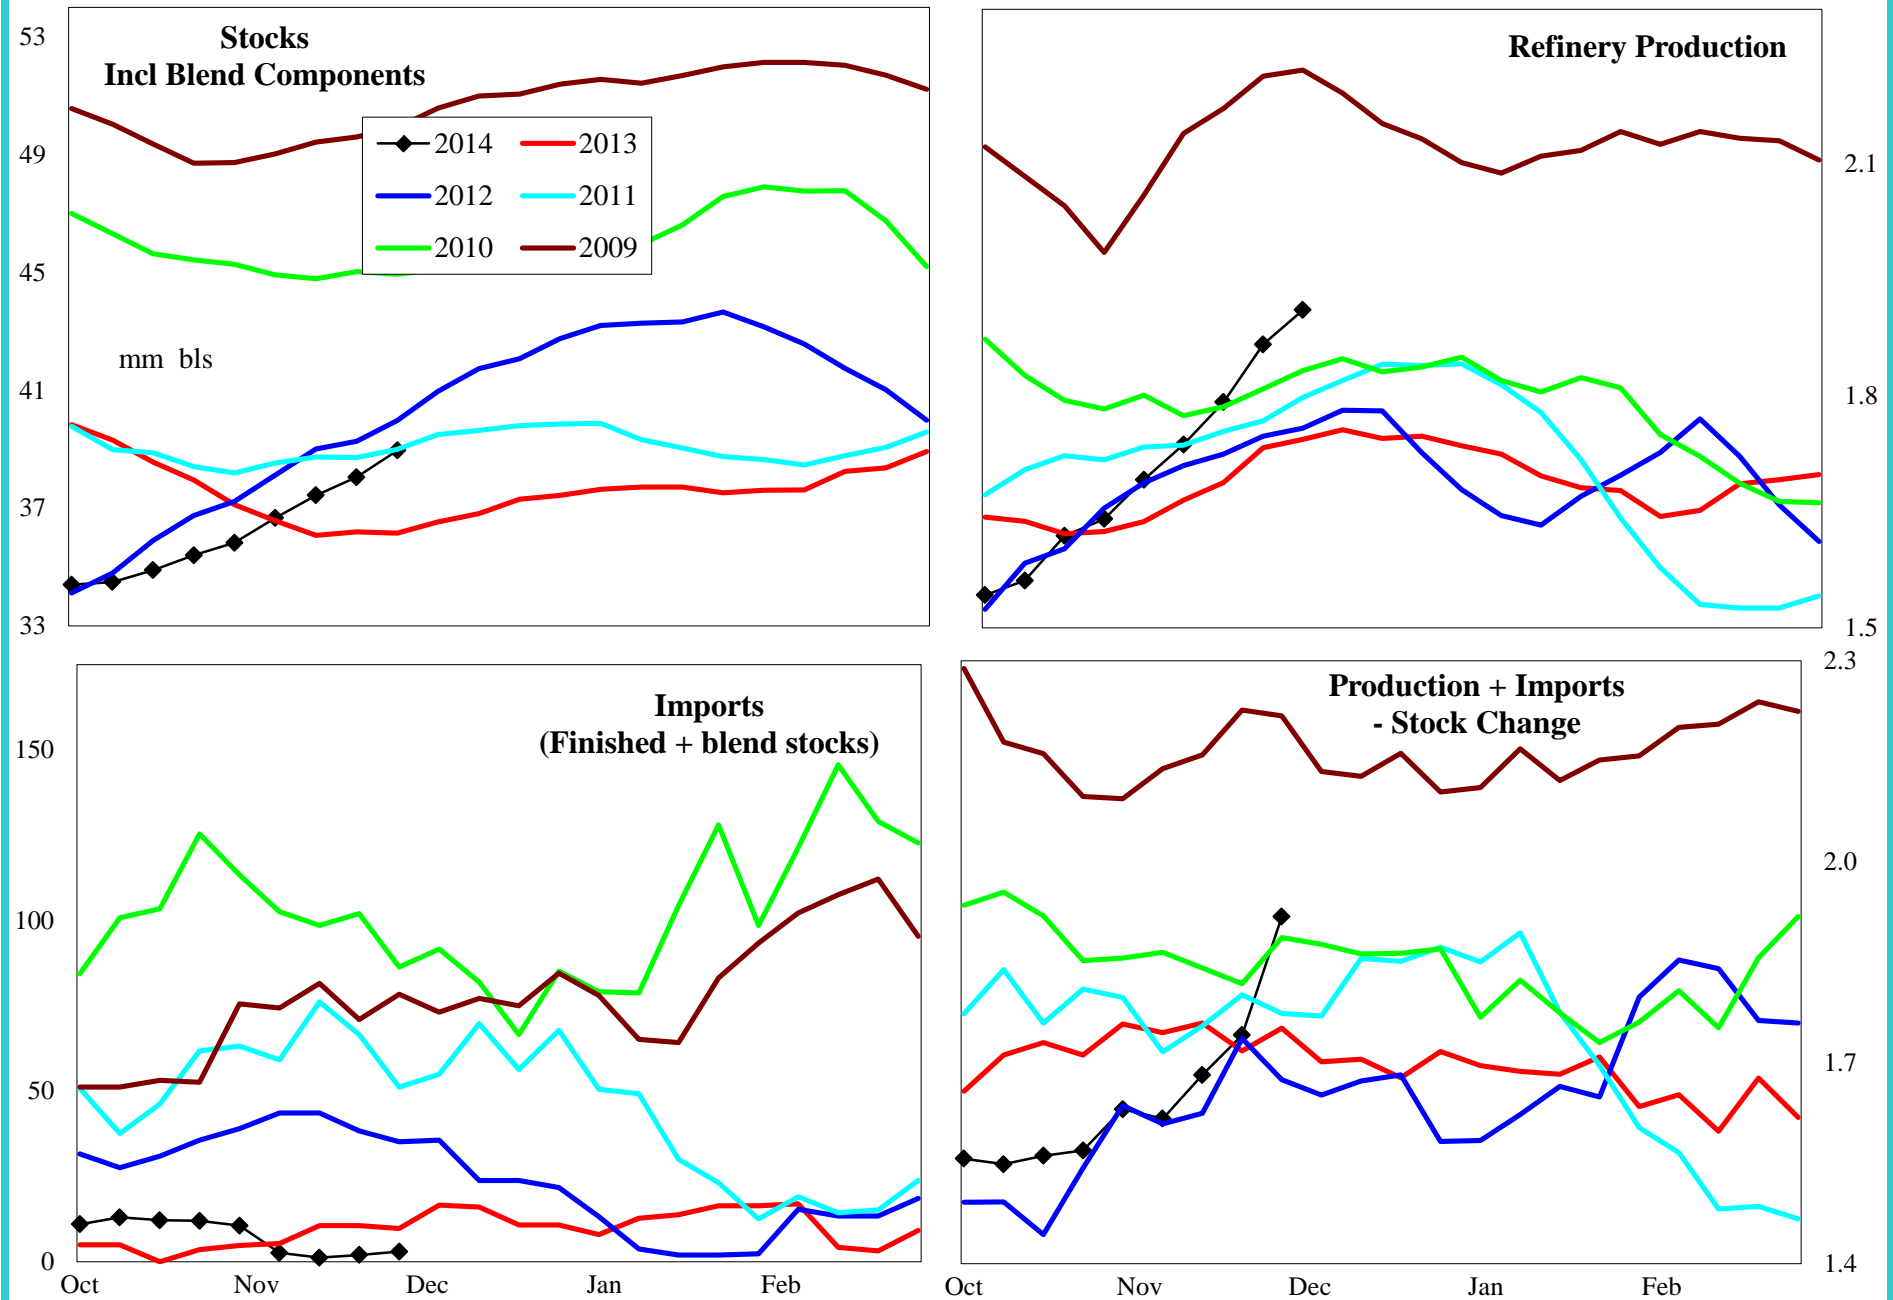 Stocks
Incl Blend Components
53
49
45
41
37
33
mm bls
2014 2013
2012 2011
2010 2009
Refinery Production
2.1
1.8
1.5
Imports
(Finished + blend stocks)
150
100
50
0
Oct Nov Dec Jan Feb
Production + Imports
- Stock Change
2.3
2.0
1.7
1.4
Oct Nov Dec Jan Feb